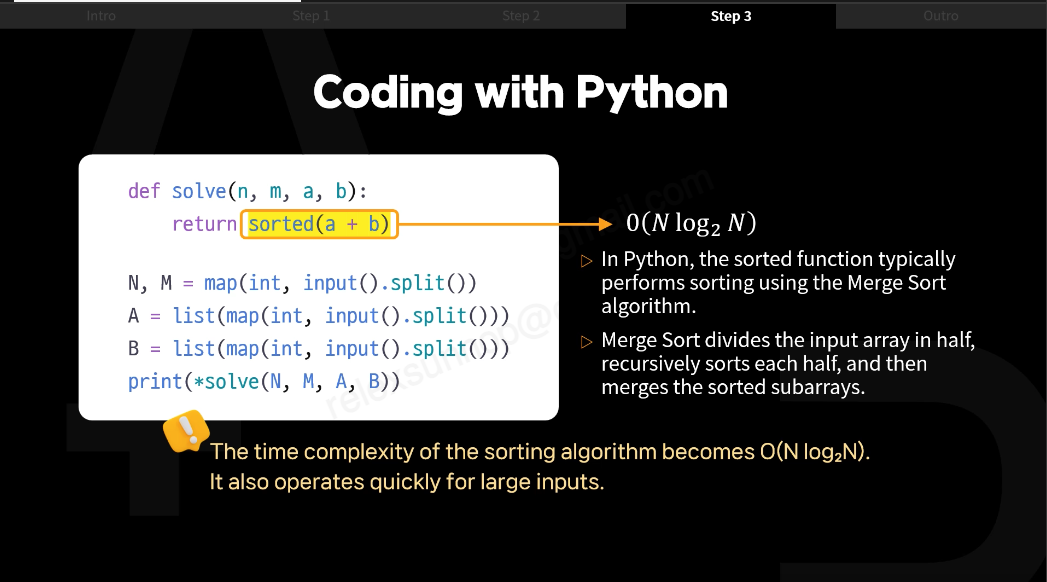 Intro Step 1 Step 2 Step 3 Outro
Coding with Python
def solve(n, m, a, b):
    return sorted(a + b)
N, M = map(int, input().split())
A = list(map(int, input().split()))
B = list(map(int, input().split()))
print(*solve(N, M, A, B))
O(N log₂ N)
▷ In Python, the sorted function typically
performs sorting using the Merge Sort
algorithm.
▷ Merge Sort divides the input array in half,
recursively sorts each half, and then
merges the sorted subarrays.
The time complexity of the sorting algorithm becomes O(N log₂N).
It also operates quickly for large inputs.